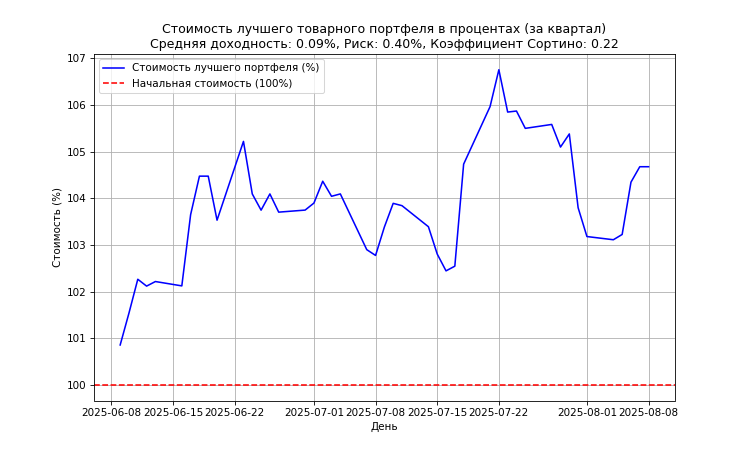 Стоимость лучшего товарного портфеля в процентах (за квартал)
Средняя доходность: 0.09%, Риск: 0.40%, Коэффициент Сортино: 0.22
Стоимость лучшего портфеля (%)
Начальная стоимость (100%)
Стоимость (%)
107
106
105
104
103
102
101
100
2025-06-08 2025-06-15 2025-06-22 2025-07-01 2025-07-08 2025-07-15 2025-07-22 2025-08-01 2025-08-08
День